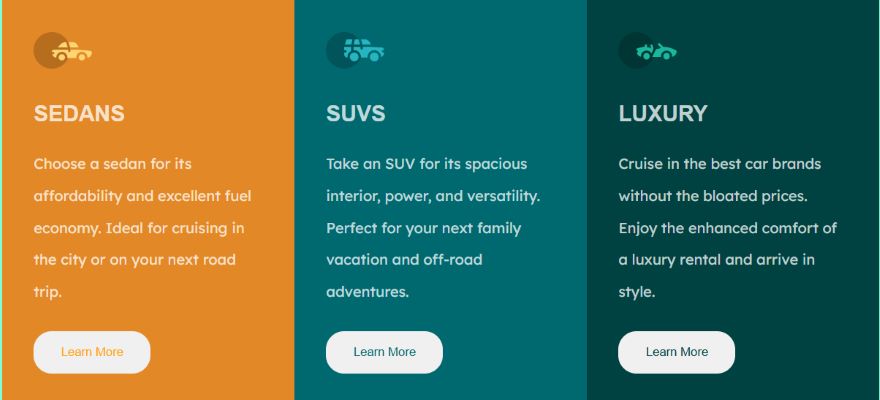 SEDANS
Choose a sedan for its
affordability and excellent fuel
economy. Ideal for cruising in
the city or on your next road
trip.
Learn More
SUVS
Take an SUV for its spacious
interior, power, and versatility.
Perfect for your next family
vacation and off-road
adventures.
Learn More
LUXURY
Cruise in the best car brands
without the bloated prices.
Enjoy the enhanced comfort of
a luxury rental and arrive in
style.
Learn More